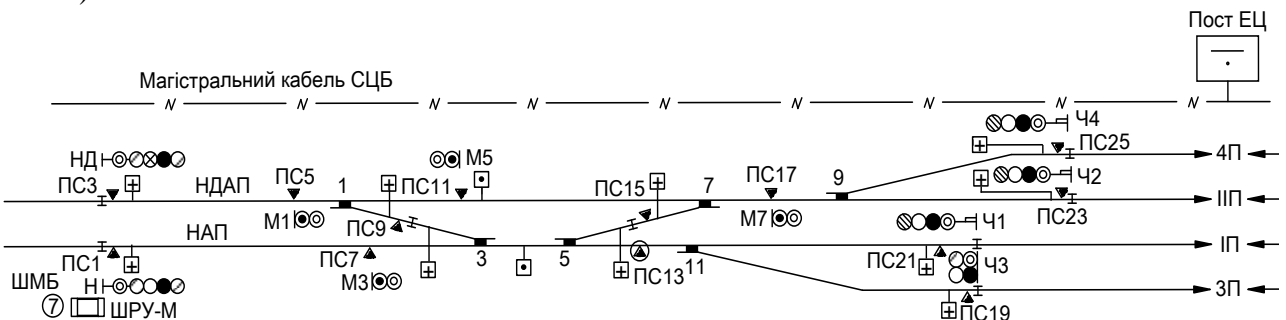 Пост ЕЦ
Магістральний кабель СЦБ
Ч4
НД
М5
ПС25
4П
ПС3
НДАП
ПС5
1
ПС11
ПС15
7
ПС17
9
Ч2
IIП
М1
ПС9
М7
ПС23
НАП
Ч1
IП
ПС1
ПС7
3
5
ПС13
11
ПС21
Ч3
ШМБ
Н
М3
3П
7
ШРУ-М
ПС19